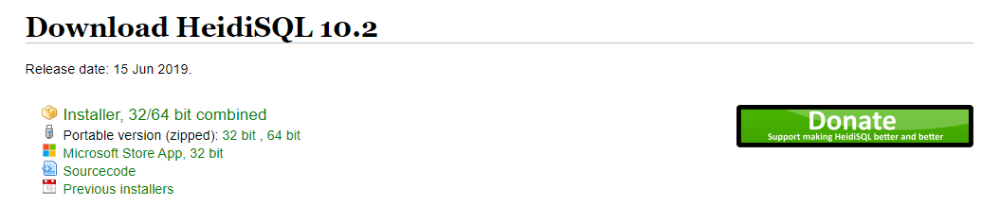 Download HeidiSQL 10.2
Release date: 15 Jun 2019.
Installer, 32/64 bit combined
Portable version (zipped): 32 bit , 64 bit
Microsoft Store App, 32 bit
Sourcecode
Previous installers
Donate
Support making HeidiSQL better and better